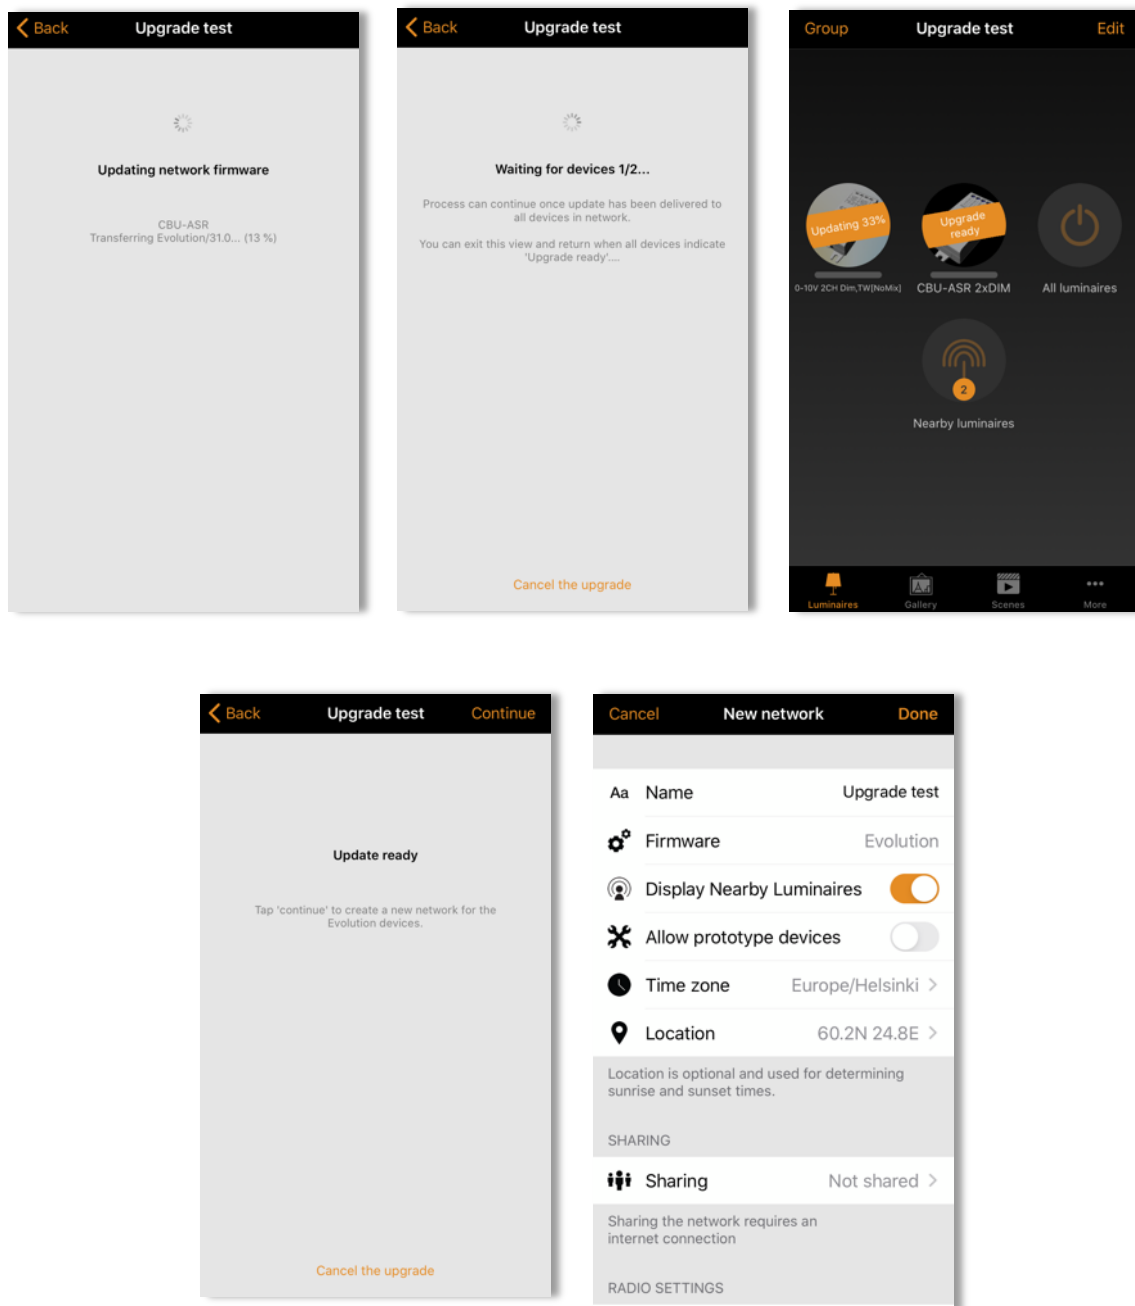 Back
Upgrade test
Updating network firmware
CBU-ASR
Transferring Evolution/31.0... (13 %)
Back
Upgrade test
Waiting for devices 1/2...
Process can continue once update has been delivered to
all devices in network.
You can exit this view and return when all devices indicate
'Upgrade ready'....
Cancel the upgrade
Group
Upgrade test
Edit
Updating 33%
Upgrade
ready
0-10V 2CH Dim,TW[NoMix]
CBU-ASR 2xDIM
All luminaires
2
Nearby luminaires
Luminaires
Gallery
Scenes
More
Back
Upgrade test
Continue
Update ready
Tap 'continue' to create a new network for the
Evolution devices.
Cancel the upgrade
Cancel
New network
Done
Aa Name Upgrade test
Firmware Evolution
Display Nearby Luminaires
Allow prototype devices
Time zone Europe/Helsinki
Location 60.2N 24.8E
Location is optional and used for determining
sunrise and sunset times.
SHARING
Sharing Not shared
Sharing the network requires an
internet connection
RADIO SETTINGS